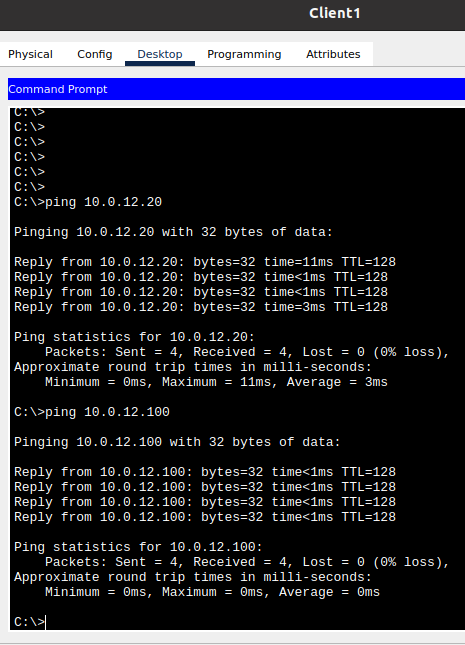 Client1
Physical Config Desktop Programming Attributes
Command Prompt
C:\>
C:\>
C:\>
C:\>
C:\>
C:\>
C:\>ping 10.0.12.20
Pinging 10.0.12.20 with 32 bytes of data:
Reply from 10.0.12.20: bytes=32 time=11ms TTL=128
Reply from 10.0.12.20: bytes=32 time<1ms TTL=128
Reply from 10.0.12.20: bytes=32 time<1ms TTL=128
Reply from 10.0.12.20: bytes=32 time=3ms TTL=128
Ping statistics for 10.0.12.20:
    Packets: Sent = 4, Received = 4, Lost = 0 (0% loss),
Approximate round trip times in milli-seconds:
    Minimum = 0ms, Maximum = 11ms, Average = 3ms
C:\>ping 10.0.12.100
Pinging 10.0.12.100 with 32 bytes of data:
Reply from 10.0.12.100: bytes=32 time<1ms TTL=128
Reply from 10.0.12.100: bytes=32 time<1ms TTL=128
Reply from 10.0.12.100: bytes=32 time<1ms TTL=128
Reply from 10.0.12.100: bytes=32 time<1ms TTL=128
Ping statistics for 10.0.12.100:
    Packets: Sent = 4, Received = 4, Lost = 0 (0% loss),
Approximate round trip times in milli-seconds:
    Minimum = 0ms, Maximum = 0ms, Average = 0ms
C:\>